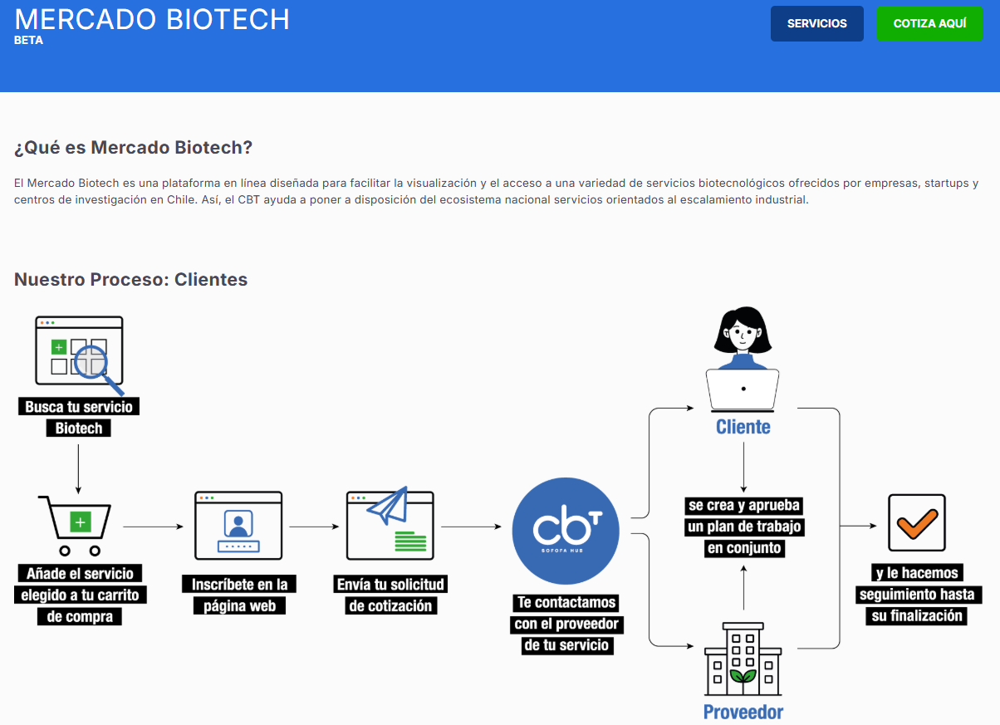 MERCADO BIOTECH
BETA
SERVICIOS
COTIZA AQUÍ
¿Qué es Mercado Biotech?
El Mercado Biotech es una plataforma en línea diseñada para facilitar la visualización y el acceso a una variedad de servicios biotecnológicos ofrecidos por empresas, startups y
centros de investigación en Chile. Así, el CBT ayuda a poner a disposición del ecosistema nacional servicios orientados al escalamiento industrial.
Nuestro Proceso: Clientes
Busca tu servicio
Biotech
Añade el servicio
elegido a tu carrito
de compra
Inscríbete en la
página web
Envía tu solicitud
de cotización
cbT
SOFOFA HUB
Te contactamos
con el proveedor
de tu servicio
Cliente
se crea y aprueba
un plan de trabajo
en conjunto
Proveedor
y le hacemos
seguimiento hasta
su finalización